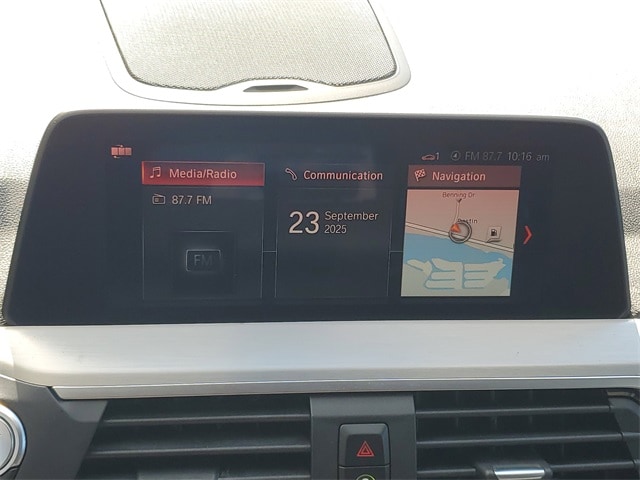 1 FM 87.7 10:16 am
Media/Radio
Communication
Navigation
87.7 FM
FM
23 September
2025
Benning Dr